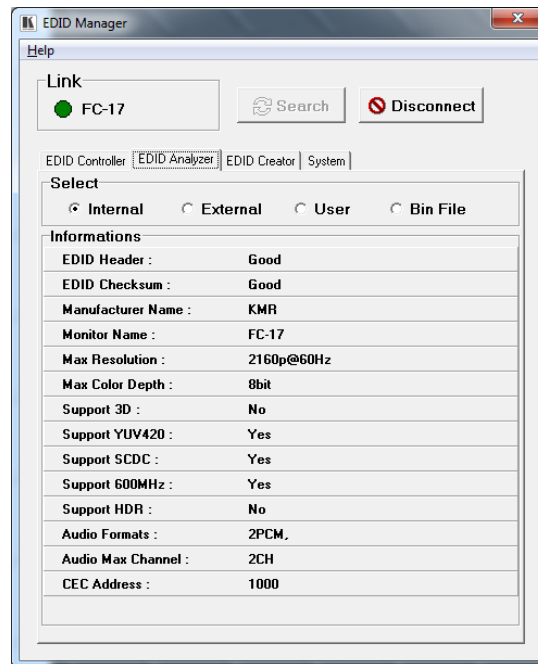 EDID Manager
Help
Link
FC-17
Search
Disconnect
EDID Controller EDID Analyzer EDID Creator System
Select
Internal External User Bin File
Informations
EDID Header : Good
EDID Checksum : Good
Manufacturer Name : KMR
Monitor Name : FC-17
Max Resolution : 2160p@60Hz
Max Color Depth : 8bit
Support 3D : No
Support YUV420 : Yes
Support SCDC : Yes
Support 600MHz : Yes
Support HDR : No
Audio Formats : 2PCM,
Audio Max Channel : 2CH
CEC Address : 1000